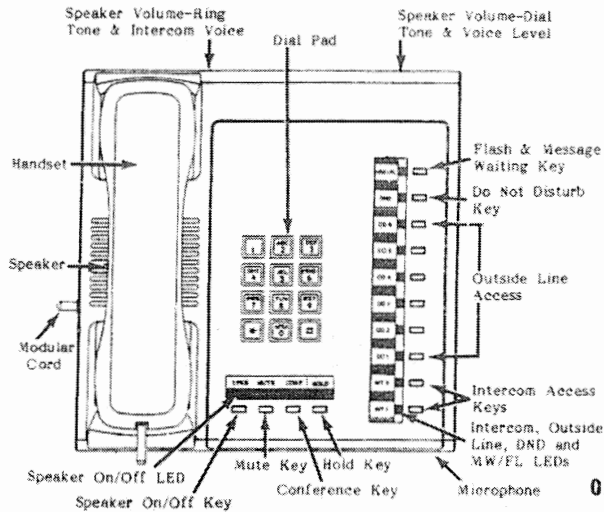 Speaker Volume-Ring
Tone & Intercom Voice
Speaker Volume-Dial
Tone & Voice Level
Dial Pad
Handset
Flash & Message
Waiting Key
Do Not Disturb
Key
Speaker
Outside Line
Access
Modular
Cord
Intercom Access
Keys
SPKR MUTE CONF HOLD
Intercom, Outside
Line, DND and
MW/FL LEDs
Speaker On/Off LED
Mute Key
Hold Key
Speaker On/Off Key
Conference Key
Microphone
0